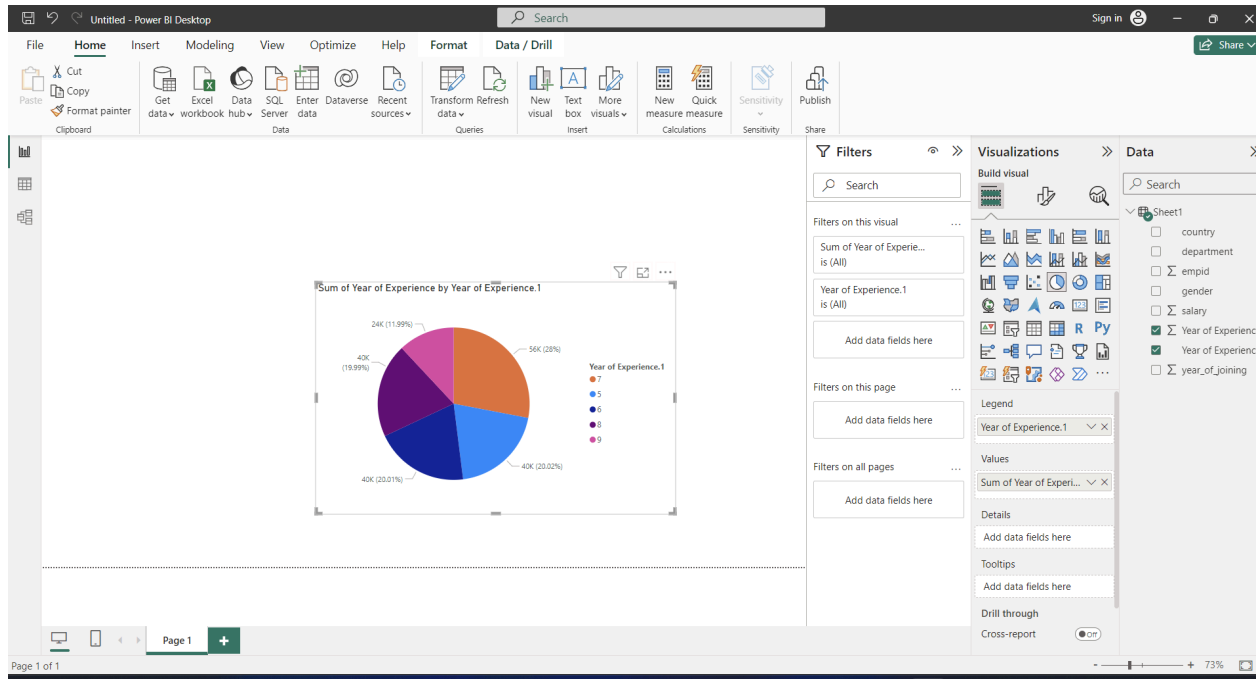 Untitled - Power BI Desktop
Search
Sign in
File Home Insert Modeling View Optimize Help Format Data / Drill
Share
Paste
Cut
Copy
Format painter
Get data
Excel workbook
Data hub
SQL Server
Enter data
Dataverse
Recent sources
Transform data
Refresh
New visual
Text box
More visuals
New measure
Quick measure
Sensitivity
Publish
Clipboard
Data
Queries
Insert
Calculations
Sensitivity
Share
Sum of Year of Experience by Year of Experience.1
24K (11.99%)
56K (28%)
40K
(19.99%)
40K (20.02%)
40K (20.01%)
Year of Experience.1
7
5
6
8
9
Filters
Search
Filters on this visual
Sum of Year of Experie...
is (All)
Year of Experience.1
is (All)
Add data fields here
Filters on this page
Add data fields here
Filters on all pages
Add data fields here
Visualizations
Build visual
A
123
R
Py
123
Legend
Year of Experience.1
Values
Sum of Year of Experi...
Details
Add data fields here
Tooltips
Add data fields here
Drill through
Cross-report
Off
Data
Search
Sheet1
country
department
Σ empid
gender
Σ salary
Σ Year of Experienc
Year of Experienc
Σ year_of_joining
Page 1
+
Page 1 of 1
- + 73%